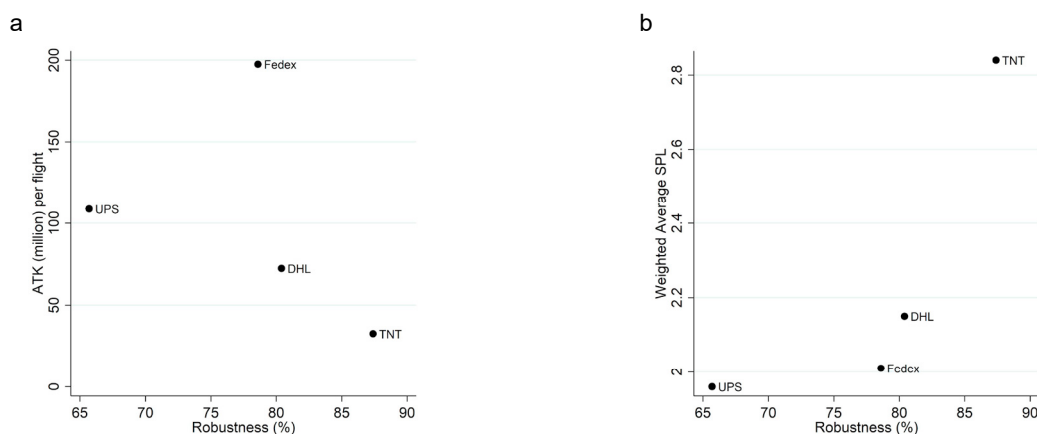 a
ATK (million) per flight
200
150
100
50
0
Fedex
UPS
DHL
TNT
65 70 75 80 85 90
Robustness (%)
b
Weighted Average SPL
2.8
2.6
2.4
2.2
2
TNT
DHL
Fedex
UPS
65 70 75 80 85 90
Robustness (%)